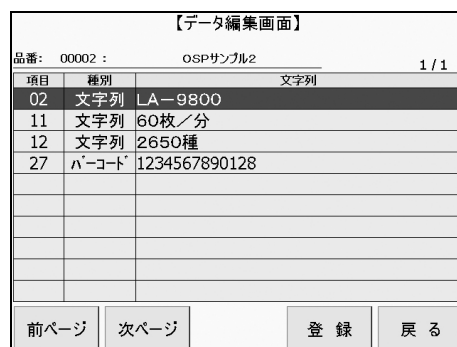 【データ編集画面】
品番: 00002 : OSPサンプル2 1/1
項目 種別 文字列
02 文字列 LA-9800
11 文字列 60枚／分
12 文字列 2650種
27 バーコード 1234567890128
前ページ 次ページ 登 録 戻 る